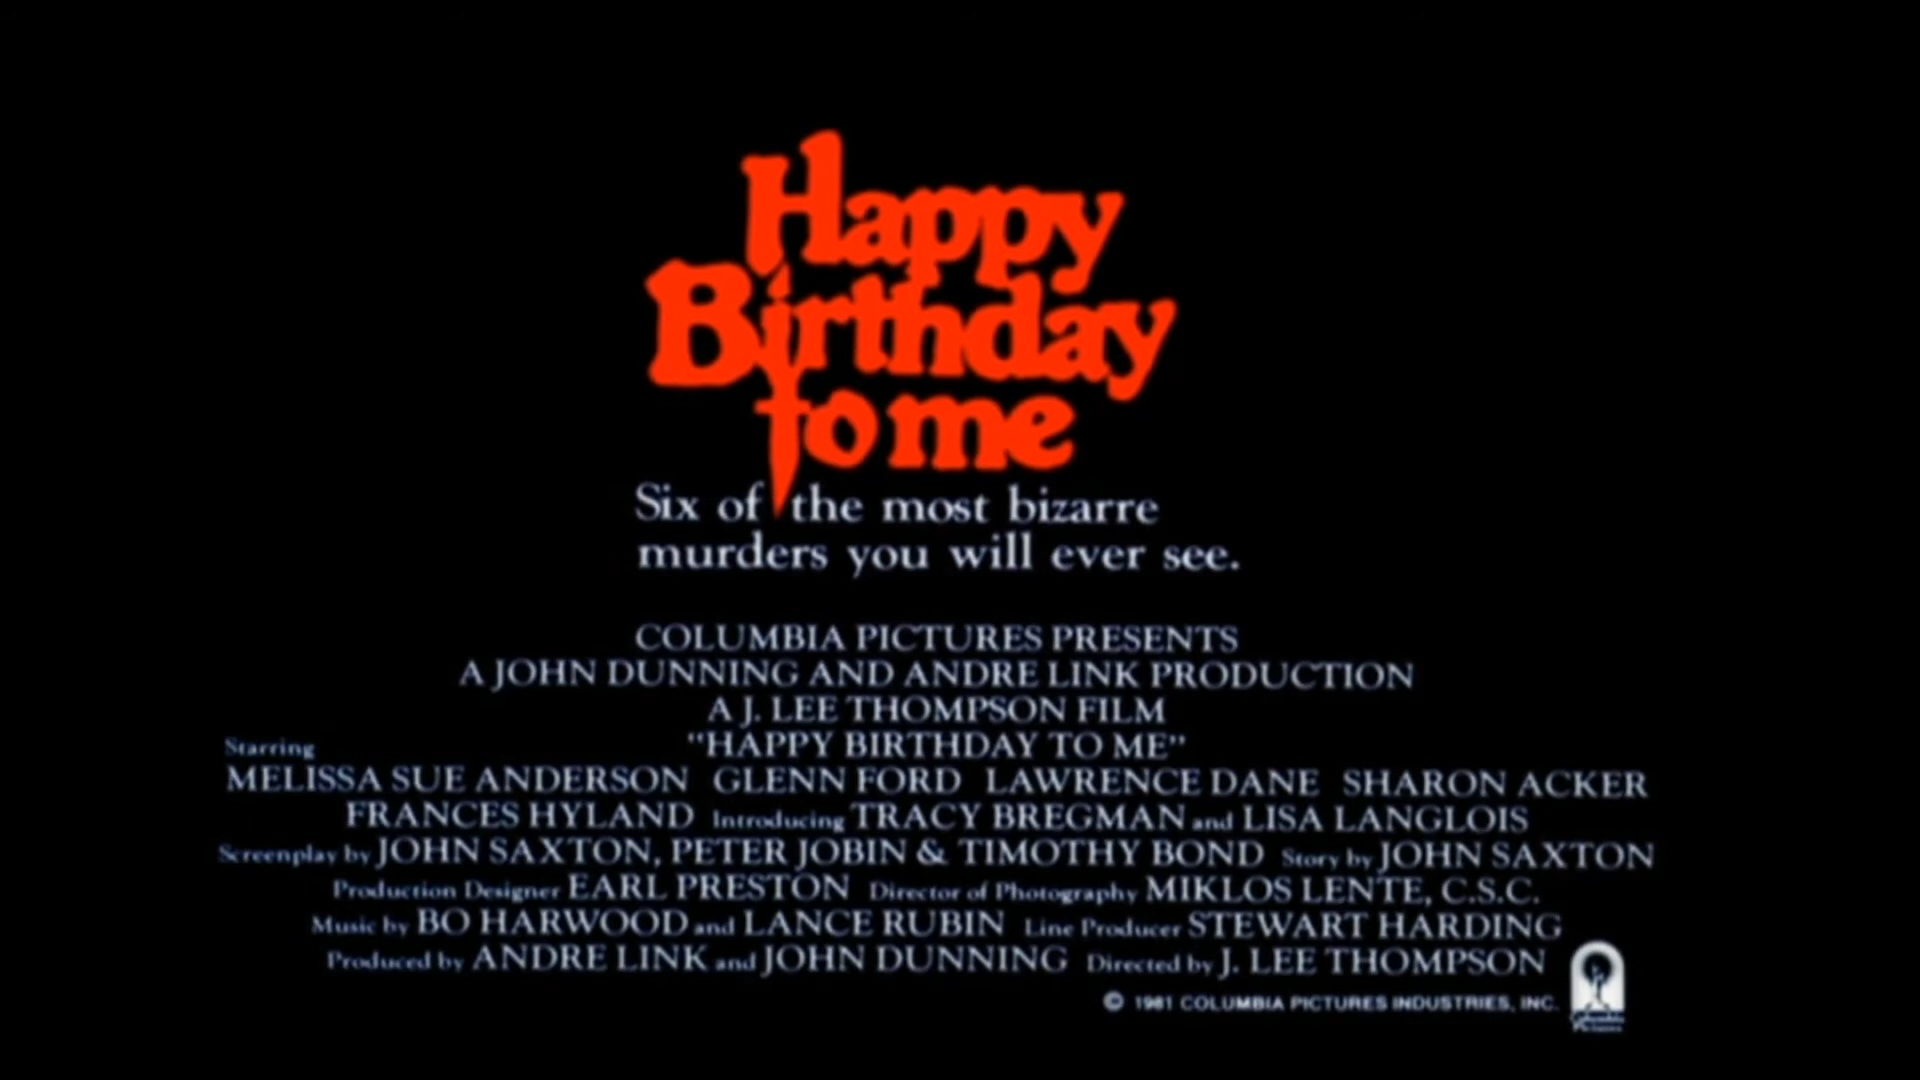 Happy
Birthday
to me
Six of the most bizarre
murders you will ever see.
COLUMBIA PICTURES PRESENTS
A JOHN DUNNING AND ANDRE LINK PRODUCTION
A J. LEE THOMPSON FILM
"HAPPY BIRTHDAY TO ME"
Starring
MELISSA SUE ANDERSON GLENN FORD LAWRENCE DANE SHARON ACKER
FRANCES HYLAND Introducing TRACY BREGMAN and LISA LANGLOIS
Screenplay by JOHN SAXTON, PETER JOBIN & TIMOTHY BOND Story by JOHN SAXTON
Production Designer EARL PRESTON Director of Photography MIKLOS LENTE, C.S.C.
Music by BO HARWOOD and LANCE RUBIN Line Producer STEWART HARDING
Produced by ANDRE LINK and JOHN DUNNING Directed by J. LEE THOMPSON
© 1981 COLUMBIA PICTURES INDUSTRIES, INC.